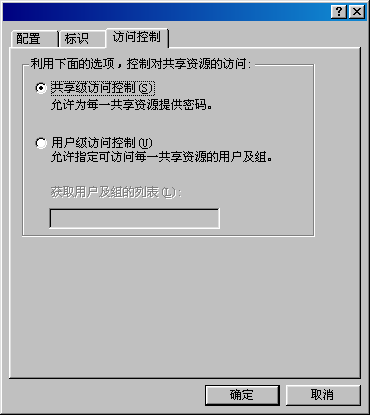 配置 标识 访问控制
利用下面的选项，控制对共享资源的访问：
共享级访问控制(S)
允许为每一共享资源提供密码。
用户级访问控制(U)
允许指定可访问每一共享资源的用户及组。
获取用户及组的列表(L)：
确定 取消